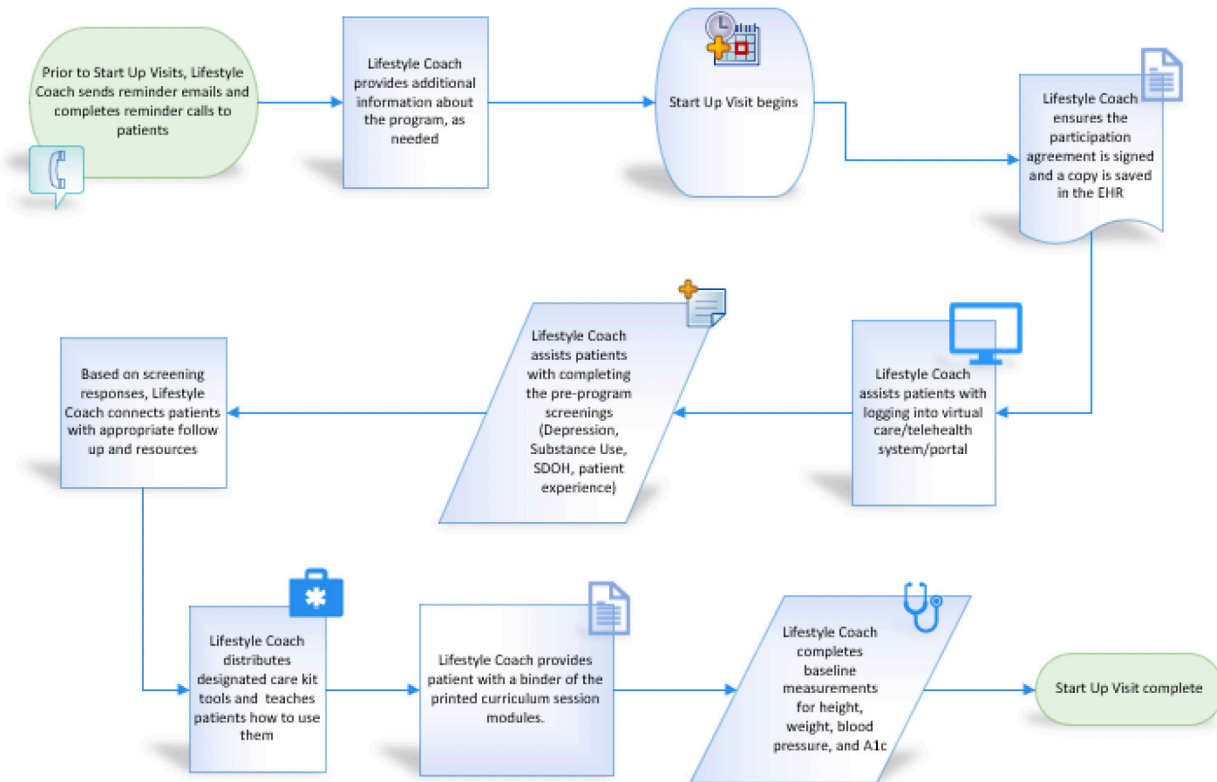 Prior to Start Up Visits, Lifestyle
Coach sends reminder emails and
completes reminder calls to
patients
Lifestyle Coach
provides additional
information about
the program, as
needed
Start Up Visit begins
Lifestyle Coach
ensures the
participation
agreement is signed
and a copy is saved
in the EHR
Based on screening
responses, Lifestyle
Coach connects patients
with appropriate follow
up and resources
Lifestyle Coach
assists patients
with completing
the pre-program
screenings
(Depression,
Substance Use,
SDOH, patient
experience)
Lifestyle Coach
assists patients with
logging into virtual
care/telehealth
system/portal
Lifestyle Coach
distributes
designated care kit
tools and teaches
patients how to use
them
Lifestyle Coach provides
patient with a binder of the
printed curriculum session
modules.
Lifestyle Coach
completes
baseline
measurements
for height,
weight, blood
pressure, and A1c
Start Up Visit complete